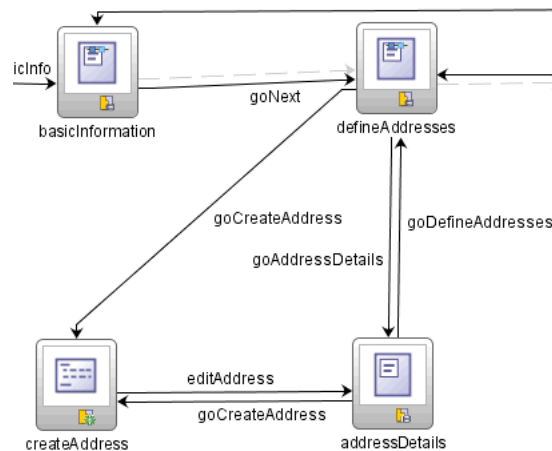 icInfo
goNext
basicInformation
defineAddresses
goCreateAddress
goDefineAddresses
goAddressDetails
editAddress
goCreateAddress
createAddress
addressDetails